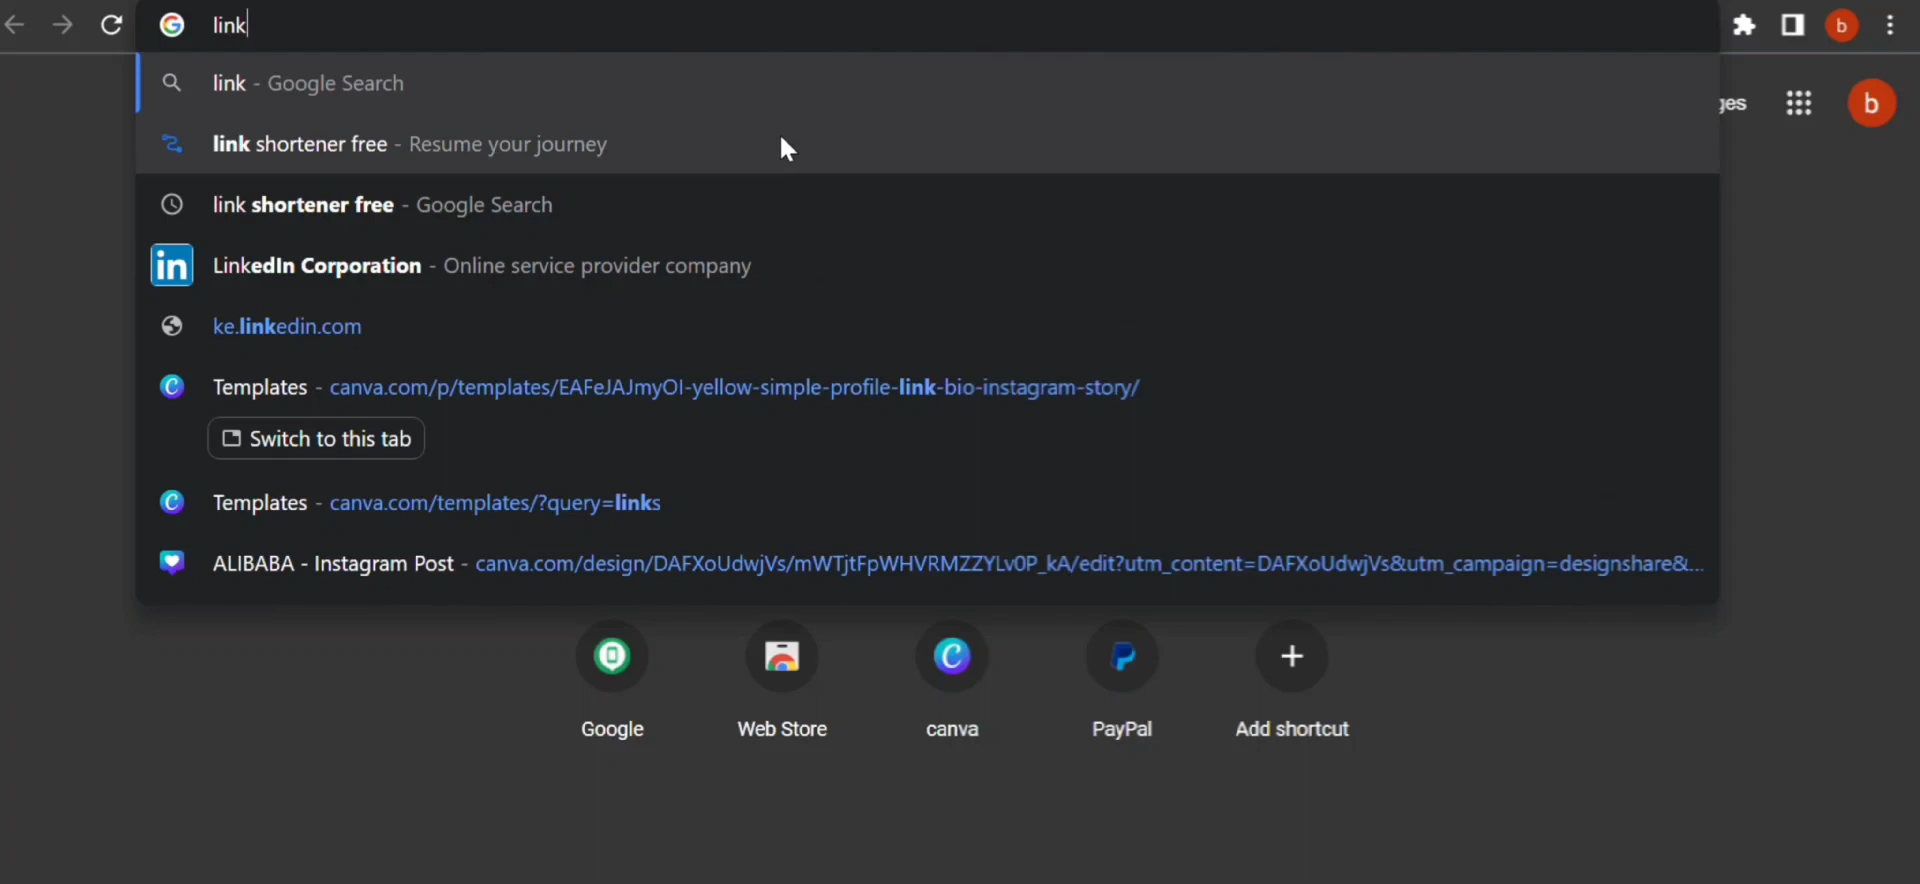 link
link - Google Search
link shortener free - Resume your journey
link shortener free - Google Search
in LinkedIn Corporation - Online service provider company
ke.linkedin.com
Templates - canva.com/p/templates/EAFeJAJmyOI-yellow-simple-profile-link-bio-instagram-story/
Switch to this tab
Templates - canva.com/templates/?query=links
ALIBABA - Instagram Post - canva.com/design/DAFXoUdwjVs/mWTjtFpWHVRMZZYLv0P_kA/edit?utm_content=DAFXoUdwjVs&utm_campaign=designshare&...
b
ges
b
Google
Web Store
canva
PayPal
Add shortcut